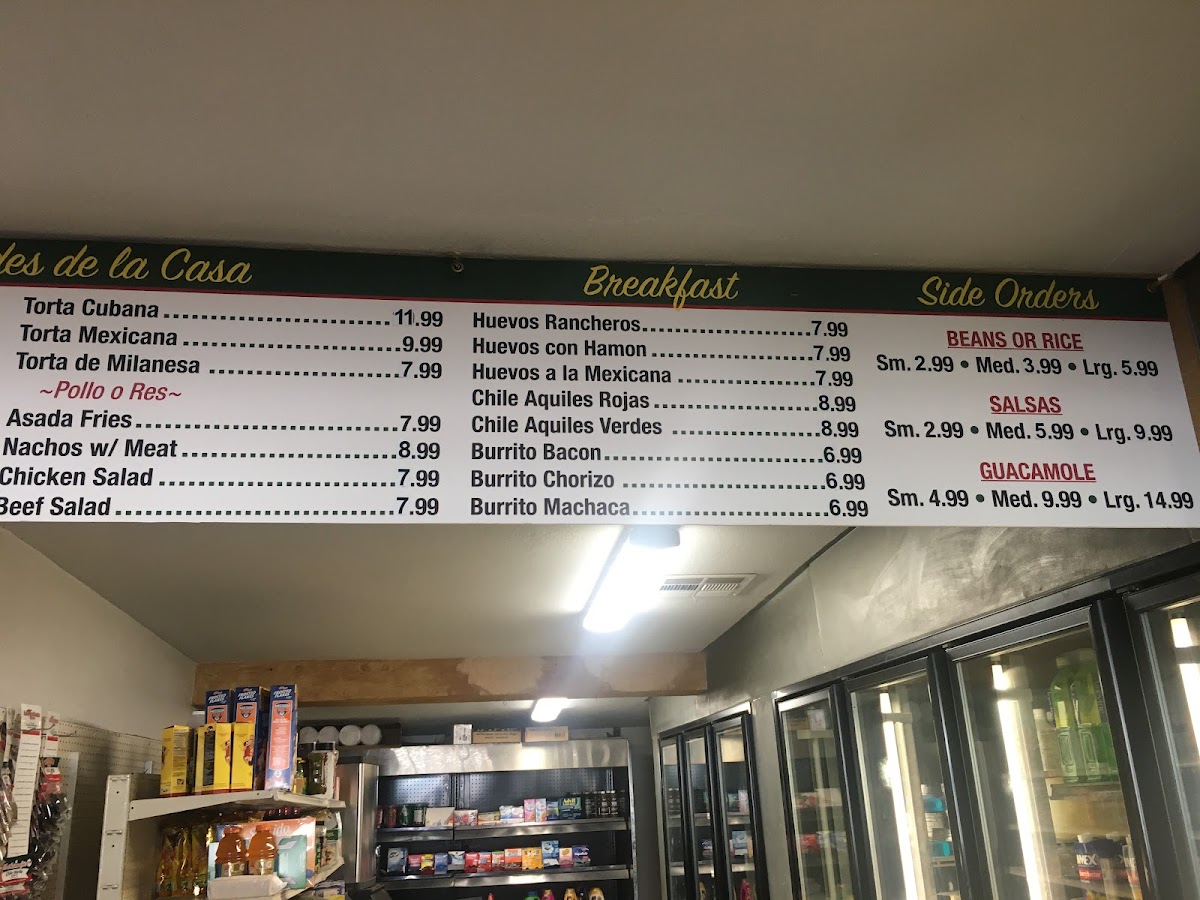 des de la Casa
Torta Cubana 11.99
Torta Mexicana 9.99
Torta de Milanesa 7.99
~Pollo o Res~
Asada Fries 7.99
Nachos w/ Meat 8.99
Chicken Salad 7.99
Beef Salad 7.99
Breakfast
Huevos Rancheros 7.99
Huevos con Hamon 7.99
Huevos a la Mexicana 7.99
Chile Aquiles Rojas 8.99
Chile Aquiles Verdes 8.99
Burrito Bacon 6.99
Burrito Chorizo 6.99
Burrito Machaca 6.99
Side Orders
BEANS OR RICE
Sm. 2.99 • Med. 3.99 • Lrg. 5.99
SALSAS
Sm. 2.99 • Med. 5.99 • Lrg. 9.99
GUACAMOLE
Sm. 4.99 • Med. 9.99 • Lrg. 14.99